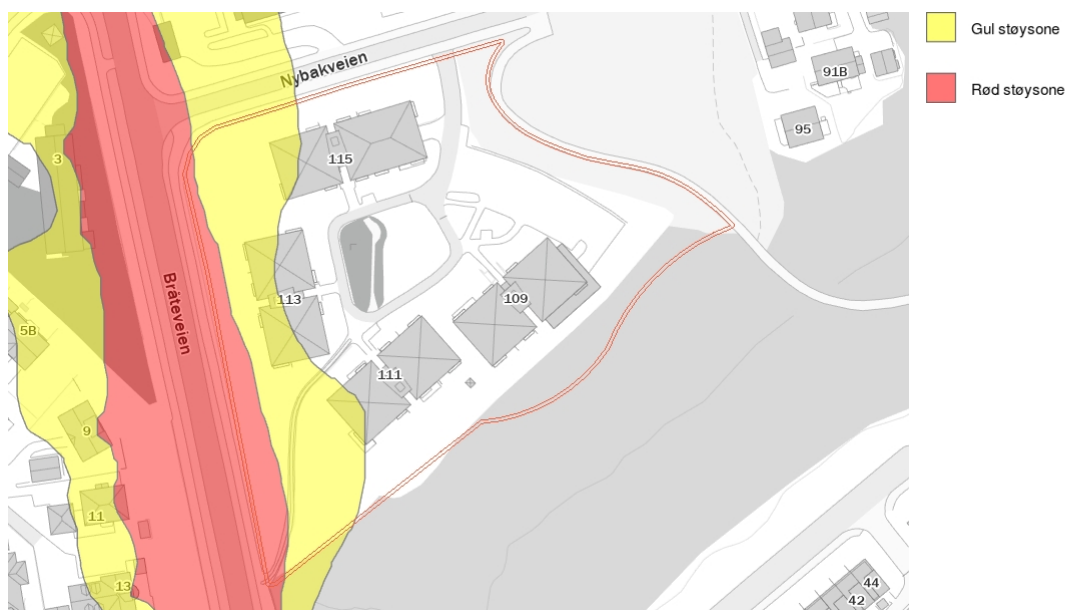 Gul støysone
Rød støysone
Nybakveien
91B
95
3
115
113
109
5B
Bråteveien
111
9
11
13
44
42